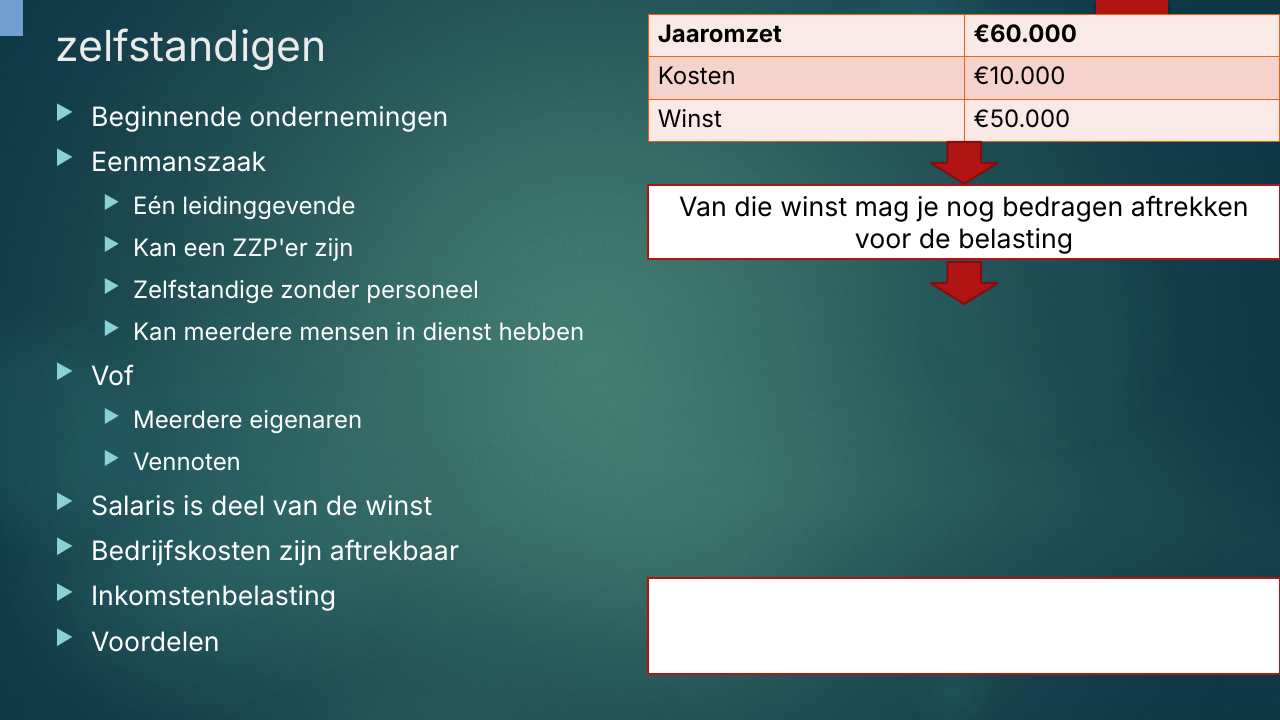 zelfstandigen
Beginnende ondernemingen
Eenmanszaak
Eén leidinggevende
Kan een ZZP'er zijn
Zelfstandige zonder personeel
Kan meerdere mensen in dienst hebben
Vof
Meerdere eigenaren
Vennoten
Salaris is deel van de winst
Bedrijfskosten zijn aftrekbaar
Inkomstenbelasting
Voordelen
Jaaromzet €60.000
Kosten €10.000
Winst €50.000
Van die winst mag je nog bedragen aftrekken
voor de belasting